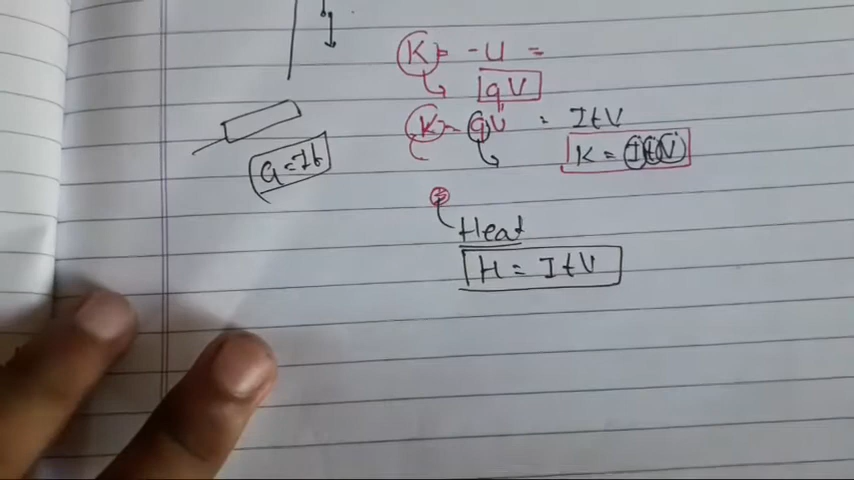 K = -U =
qV
K = qV = ItV
K = ItV
q=It
Heat
H = ItV